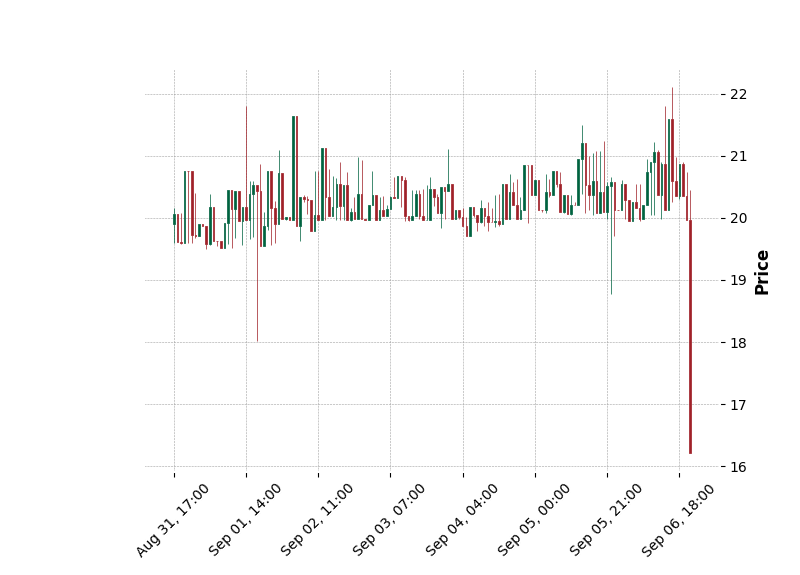 22
21
20
19
18
17
16
Price
Aug 31, 17:00
Sep 01, 14:00
Sep 02, 11:00
Sep 03, 07:00
Sep 04, 04:00
Sep 05, 00:00
Sep 05, 21:00
Sep 06, 18:00